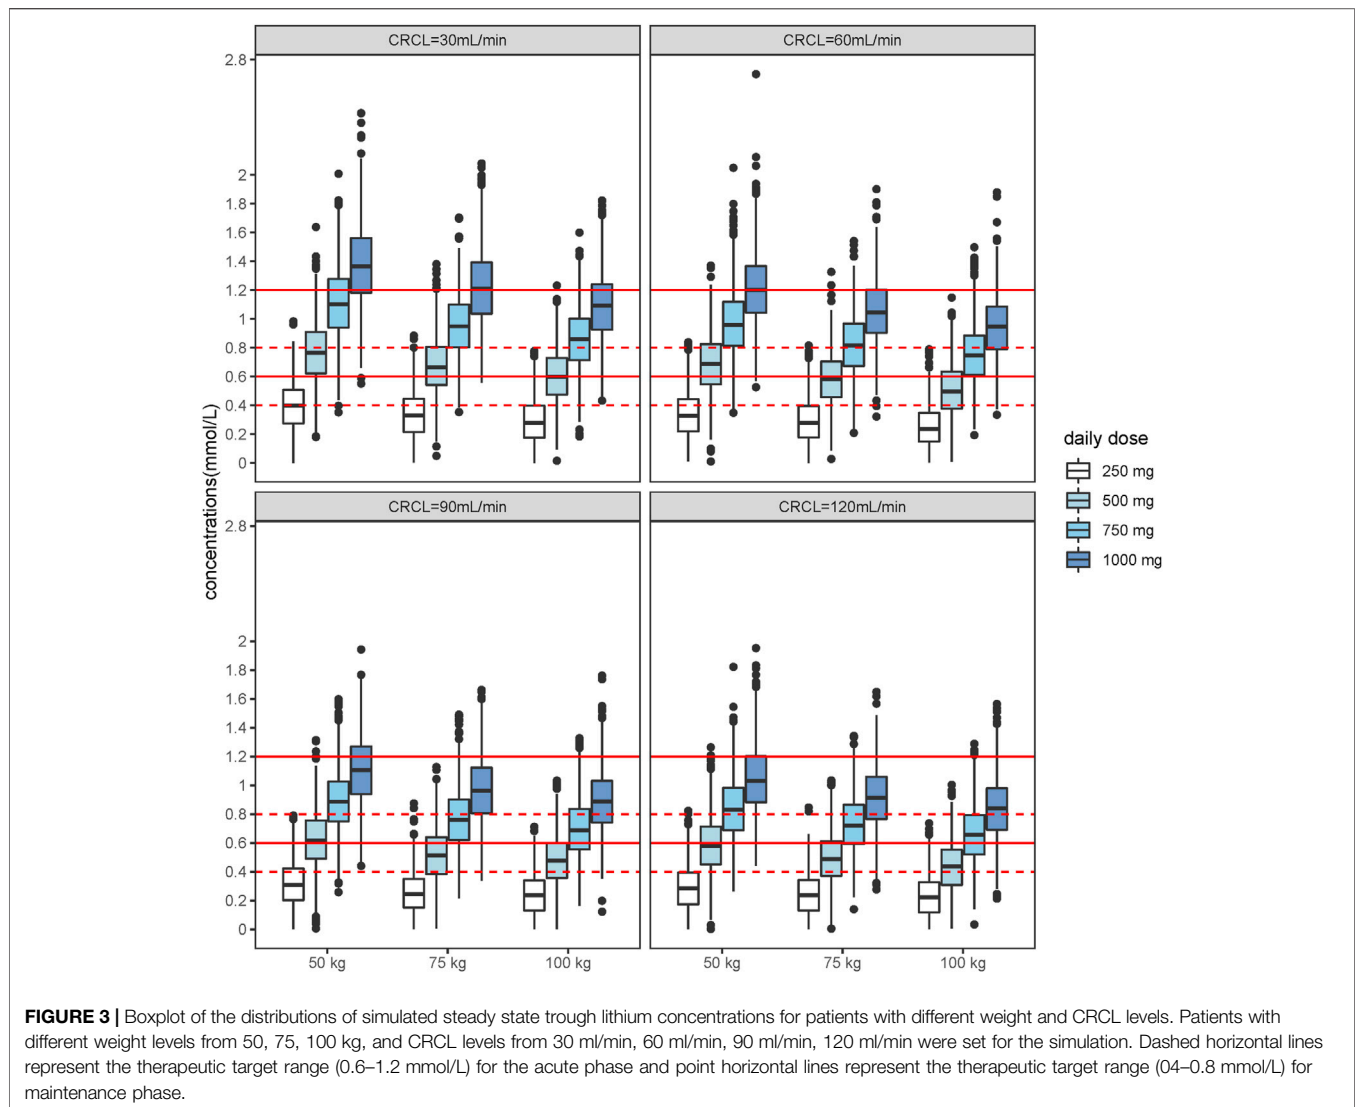 CRCL=30mL/min
CRCL=60mL/min
2.8
2
1.8
1.6
1.4
1.2
1
0.8
0.6
0.4
0.2
0
concentrations(mmol/L)
daily dose
250 mg
500 mg
750 mg
1000 mg
CRCL=90mL/min
CRCL=120mL/min
2.8
2
1.8
1.6
1.4
1.2
1
0.8
0.6
0.4
0.2
0
50 kg
75 kg
100 kg
50 kg
75 kg
100 kg
FIGURE 3 | Boxplot of the distributions of simulated steady state trough lithium concentrations for patients with different weight and CRCL levels. Patients with
different weight levels from 50, 75, 100 kg, and CRCL levels from 30 ml/min, 60 ml/min, 90 ml/min, 120 ml/min were set for the simulation. Dashed horizontal lines
represent the therapeutic target range (0.6–1.2 mmol/L) for the acute phase and point horizontal lines represent the therapeutic target range (04–0.8 mmol/L) for
maintenance phase.